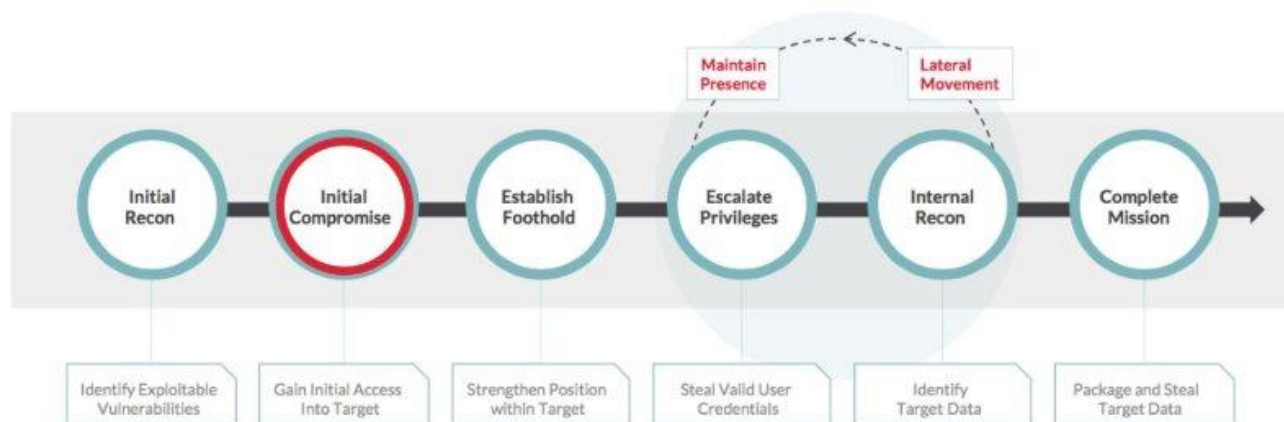 Maintain
Presence
Lateral
Movement
Initial
Recon
Initial
Compromise
Establish
Foothold
Escalate
Privileges
Internal
Recon
Complete
Mission
Identify Exploitable
Vulnerabilities
Gain Initial Access
Into Target
Strengthen Position
within Target
Steal Valid User
Credentials
Identify
Target Data
Package and Steal
Target Data